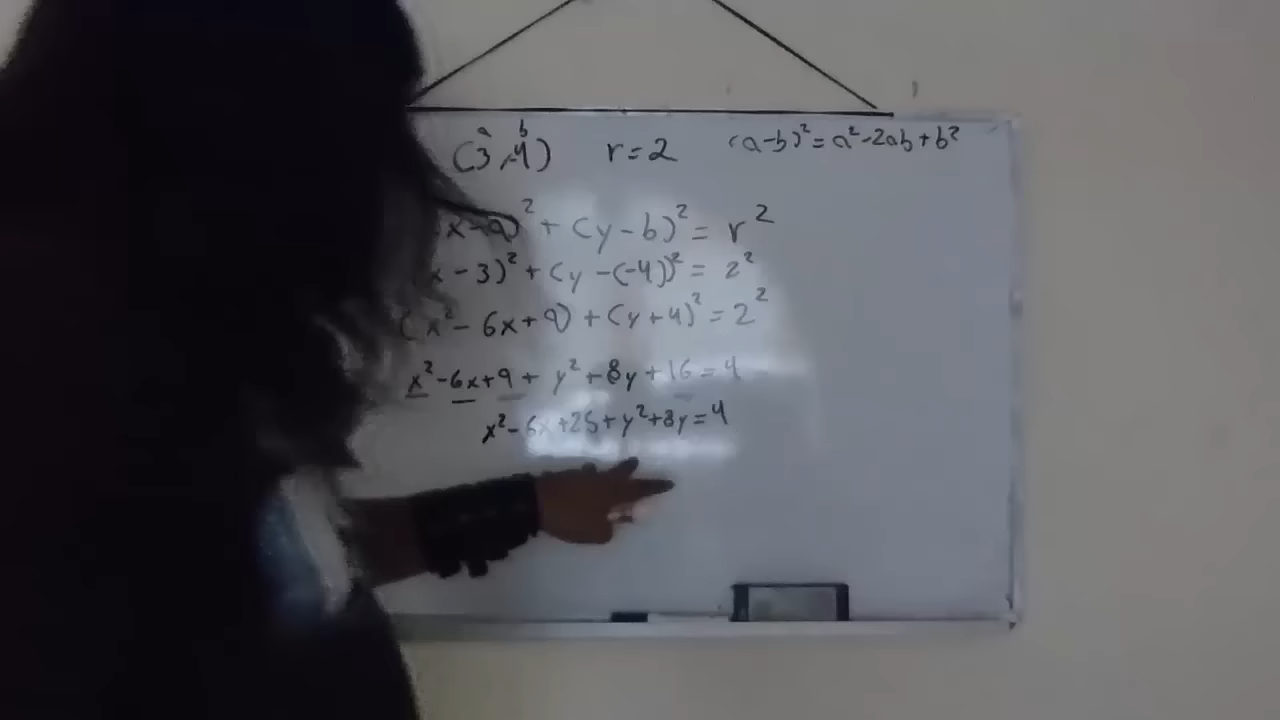 a b
(3,-4) r=2 (a-b)²=a²-2ab+b²
x-a)²+(y-b)²=r²
x-3)²+(y-(-4))²=2²
(x²-6x+9)+(y+4)²=2²
x²-6x+9+y²+8y+16=4
x²-6x+25+y²+8y=4